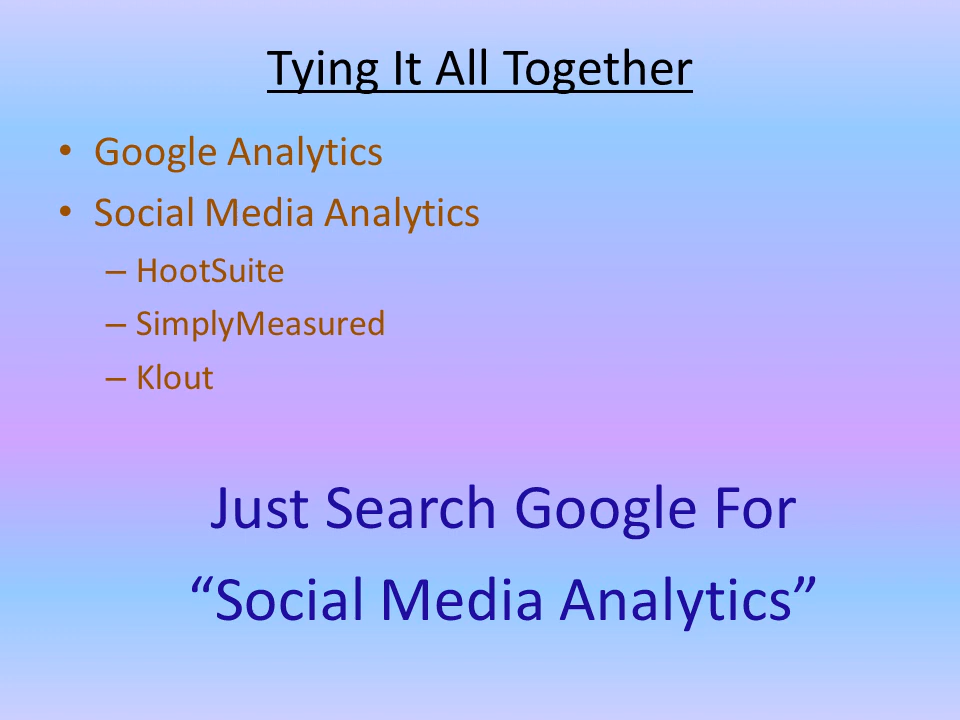 Tying It All Together
• Google Analytics
• Social Media Analytics
– HootSuite
– SimplyMeasured
– Klout
Just Search Google For
“Social Media Analytics”